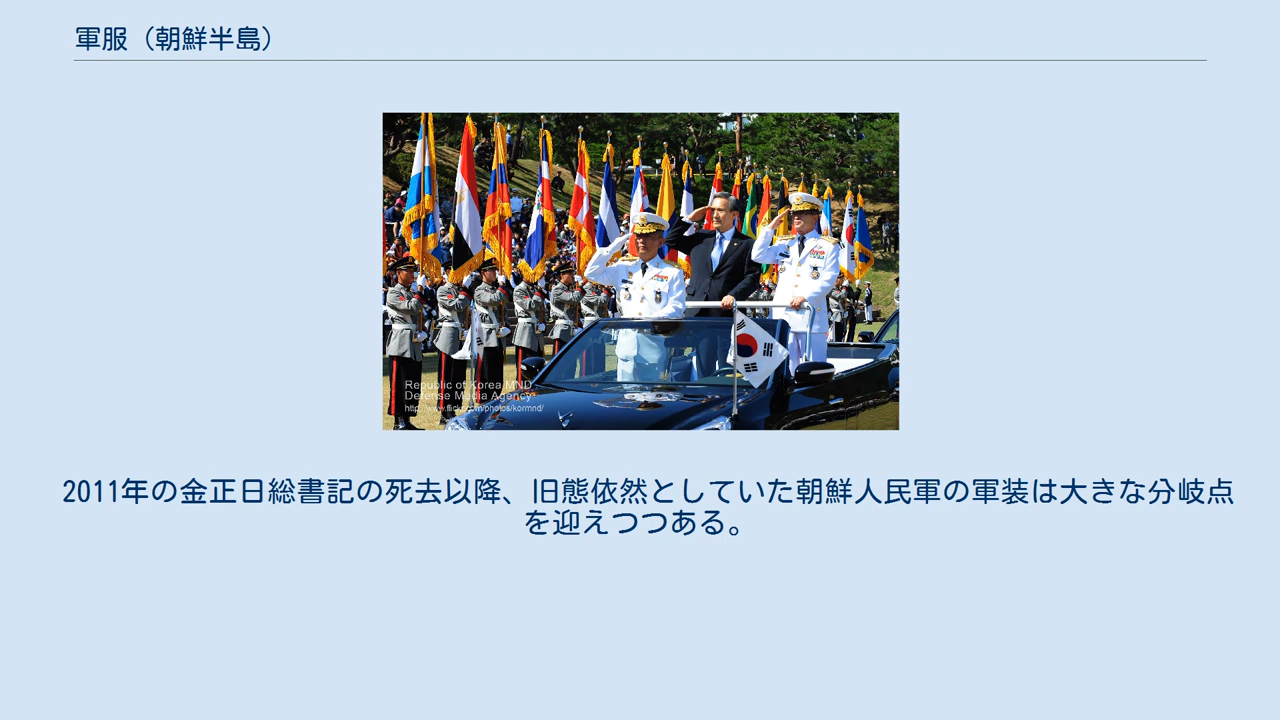 軍服（朝鮮半島）
Republic of Korea MND
Defense Media Agency
http://www.flickr.com/photos/kormnd/
2011年の金正日総書記の死去以降、旧態依然としていた朝鮮人民軍の軍装は大きな分岐点
を迎えつつある。